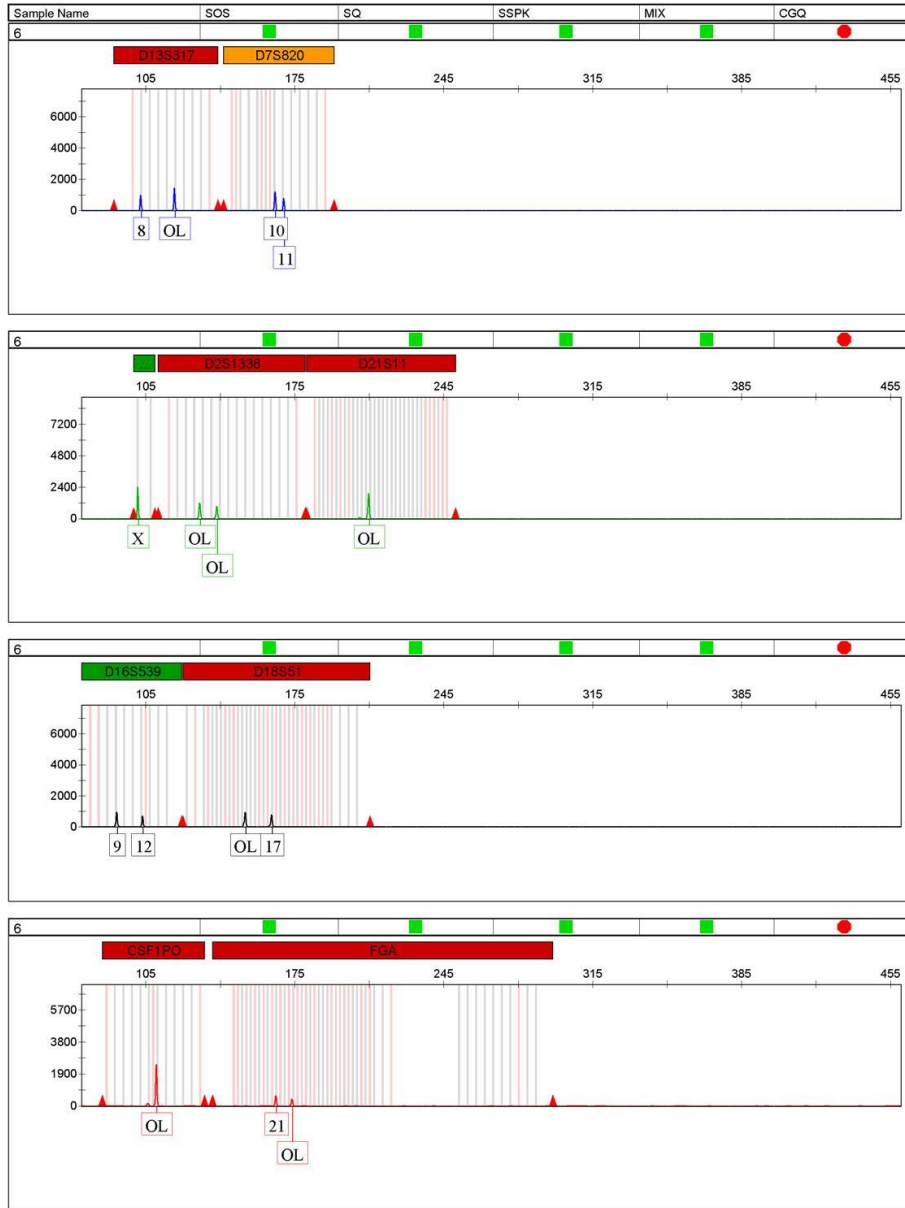 Sample Name SOS SQ SSPK MIX CGQ
6
D13S317 D7S820
105 175 245 315 385 455
6000
4000
2000
0
8 OL 10
11
6
... D2S1338 D21S11
105 175 245 315 385 455
7200
4800
2400
0
X OL OL
OL
6
D16S539 D18S51
105 175 245 315 385 455
6000
4000
2000
0
9 12 OL 17
6
CSF1PO FGA
105 175 245 315 385 455
5700
3800
1900
0
OL 21
OL